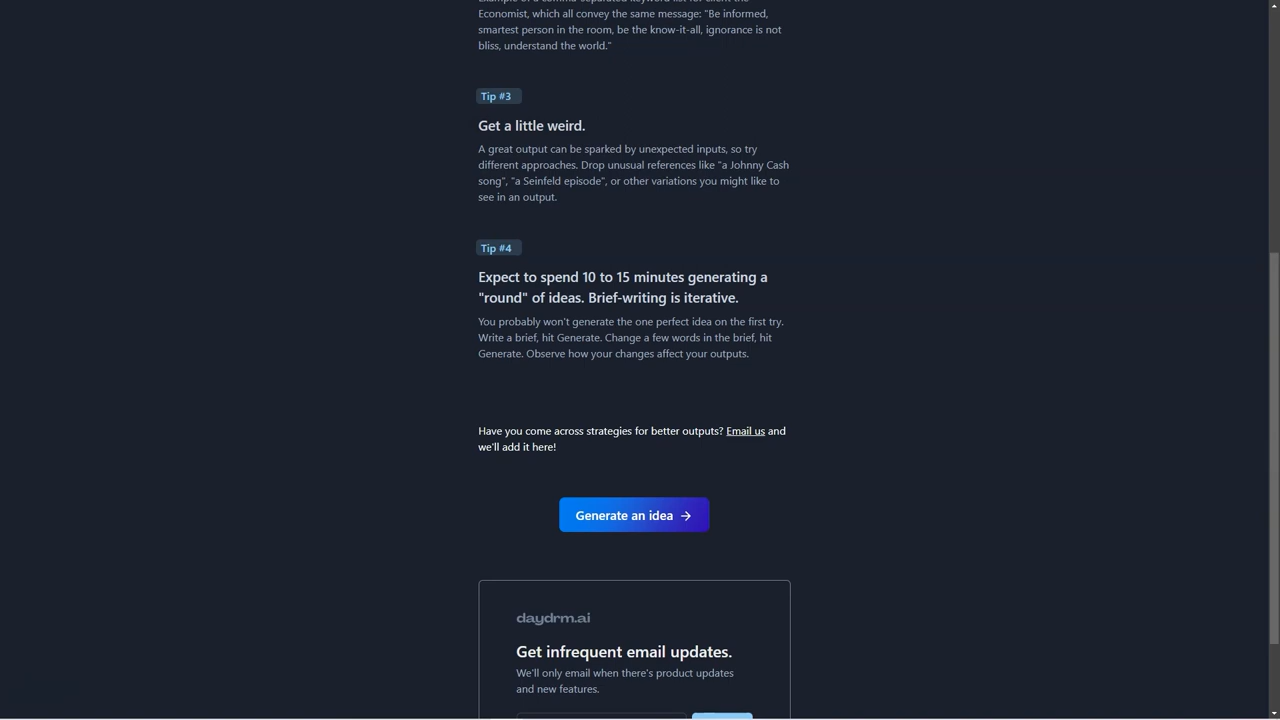 Economist, which all convey the same message: "Be informed,
smartest person in the room, be the know-it-all, ignorance is not
bliss, understand the world."
Tip #3
Get a little weird.
A great output can be sparked by unexpected inputs, so try
different approaches. Drop unusual references like "a Johnny Cash
song", "a Seinfeld episode", or other variations you might like to
see in an output.
Tip #4
Expect to spend 10 to 15 minutes generating a
"round" of ideas. Brief-writing is iterative.
You probably won't generate the one perfect idea on the first try.
Write a brief, hit Generate. Change a few words in the brief, hit
Generate. Observe how your changes affect your outputs.
Have you come across strategies for better outputs? Email us and
we'll add it here!
Generate an idea →
daydrm.ai
Get infrequent email updates.
We'll only email when there's product updates
and new features.